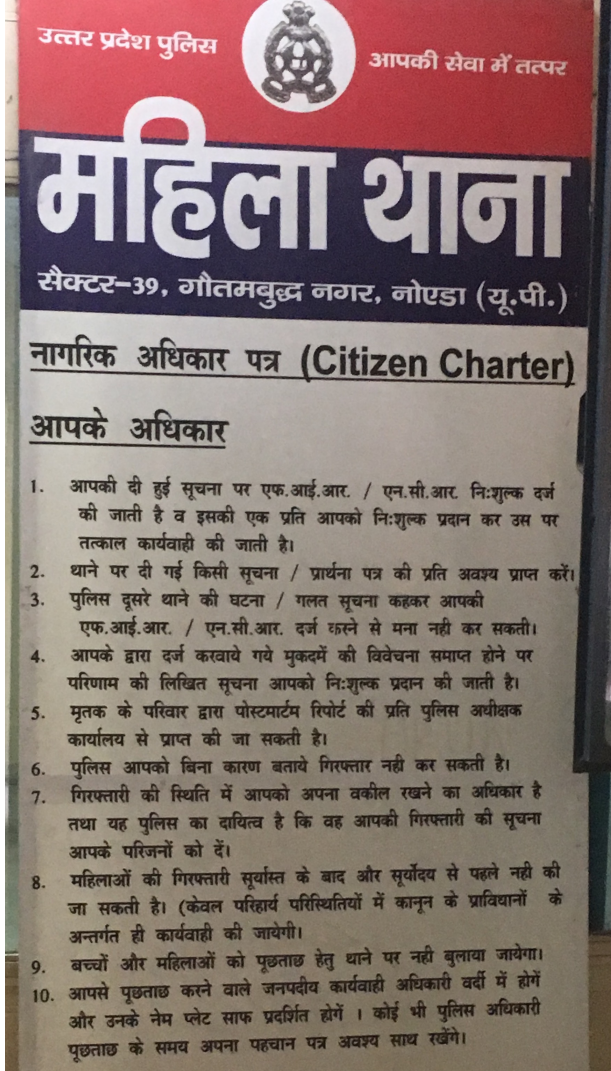 उत्तर प्रदेश पुलिस
आपकी सेवा में तत्पर
महिला थाना
सैक्टर-39, गौतमबुद्ध नगर, नोएडा (यू.पी.)
नागरिक अधिकार पत्र (Citizen Charter)
आपके अधिकार
1. आपकी दी हुई सूचना पर एफ.आई.आर. / एन.सी.आर. नि:शुल्क दर्ज
की जाती है व इसकी एक प्रति आपको नि:शुल्क प्रदान कर उस पर
तत्काल कार्यवाही की जाती है।
2. थाने पर दी गई किसी सूचना / प्रार्थना पत्र की प्रति अवश्य प्राप्त करें।
3. पुलिस दूसरे थाने की घटना / गलत सूचना कहकर आपकी
एफ.आई.आर. / एन.सी.आर. दर्ज करने से मना नही कर सकती।
4. आपके द्वारा दर्ज करवाये गये मुकदमें की विवेचना समाप्त होने पर
परिणाम की लिखित सूचना आपको नि:शुल्क प्रदान की जाती है।
5. मृतक के परिवार द्वारा पोस्टमार्टम रिपोर्ट की प्रति पुलिस अधीक्षक
कार्यालय से प्राप्त की जा सकती है।
6. पुलिस आपको बिना कारण बताये गिरफ्तार नही कर सकती है।
7. गिरफ्तारी की स्थिति में आपको अपना वकील रखने का अधिकार है
तथा यह पुलिस का दायित्व है कि वह आपकी गिरफ्तारी की सूचना
आपके परिजनों को दें।
8. महिलाओं की गिरफ्तारी सूर्यास्त के बाद और सूर्योदय से पहले नही की
जा सकती है। (केवल परिहार्य परिस्थितियों में कानून के प्राविधानों के
अन्तर्गत ही कार्यवाही की जायेगी।
9. बच्चों और महिलाओं को पूछताछ हेतु थाने पर नही बुलाया जायेगा।
10. आपसे पूछताछ करने वाले जनपदीय कार्यवाही अधिकारी वर्दी में होगें
और उनके नेम प्लेट साफ प्रदर्शित होगें । कोई भी पुलिस अधिकारी
पूछताछ के समय अपना पहचान पत्र अवश्य साथ रखेंगे।